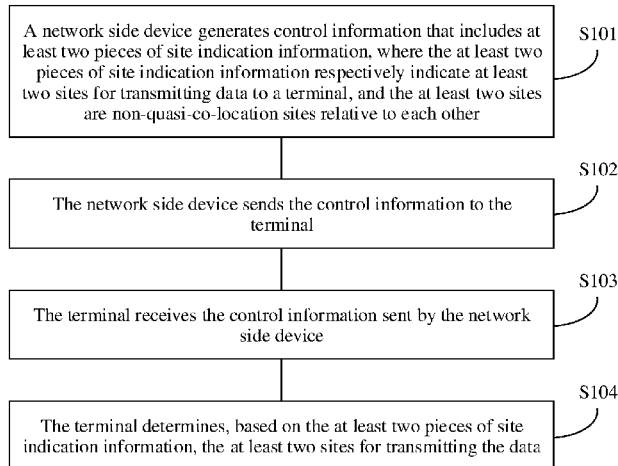 A network side device generates control information that includes at
least two pieces of site indication information, where the at least two
pieces of site indication information respectively indicate at least
two sites for transmitting data to a terminal, and the at least two sites
are non-quasi-co-location sites relative to each other
S101
The network side device sends the control information to the
terminal
S102
The terminal receives the control information sent by the network
side device
S103
The terminal determines, based on the at least two pieces of site
indication information, the at least two sites for transmitting the data
S104